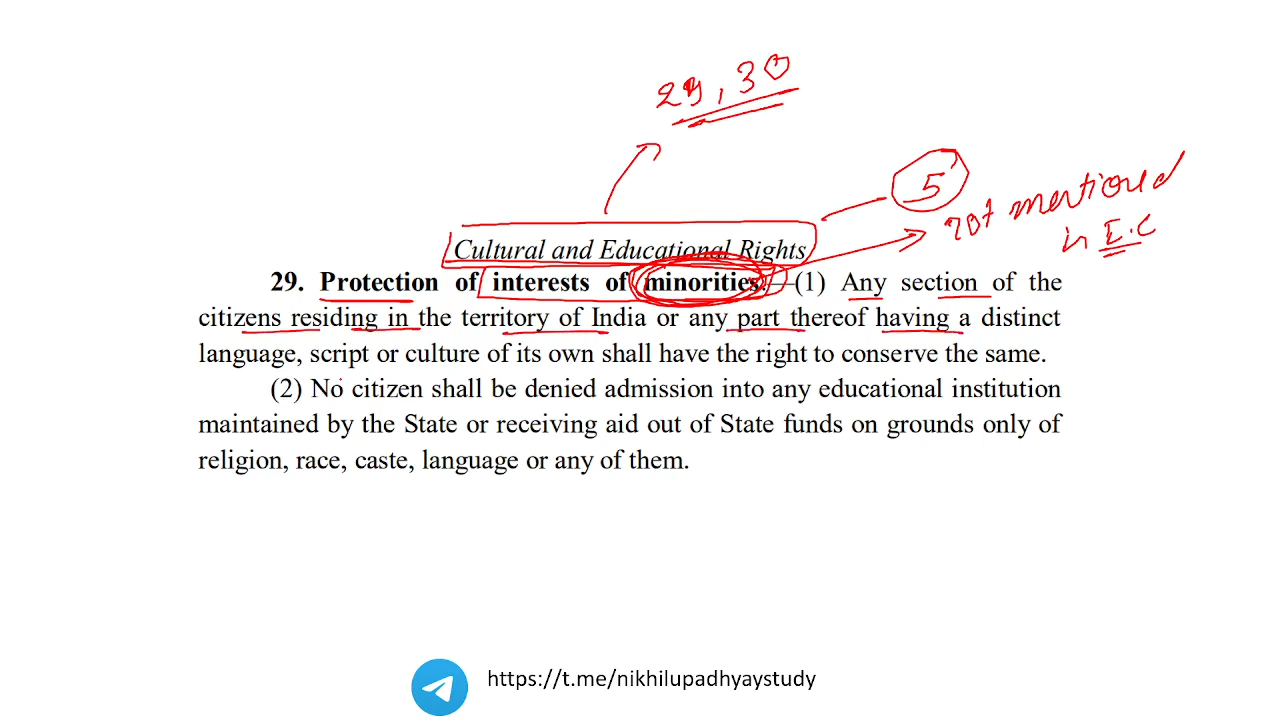 29, 30
5
not mentioned
in I.C
Cultural and Educational Rights
29. Protection of interests of minorities.—(1) Any section of the
citizens residing in the territory of India or any part thereof having a distinct
language, script or culture of its own shall have the right to conserve the same.
(2) No citizen shall be denied admission into any educational institution
maintained by the State or receiving aid out of State funds on grounds only of
religion, race, caste, language or any of them.
https://t.me/nikhilupadhyaystudy